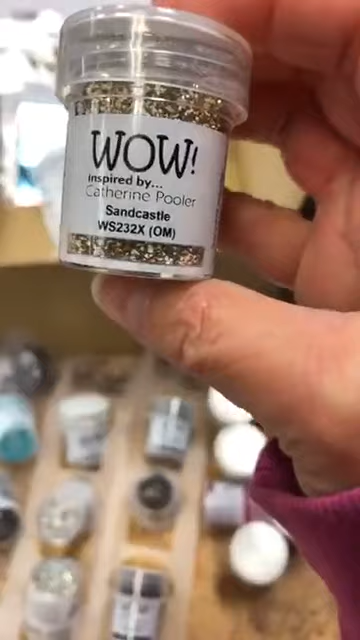 WOW!
inspired by...
Catherine Pooler
Sandcastle
WS232X (OM)